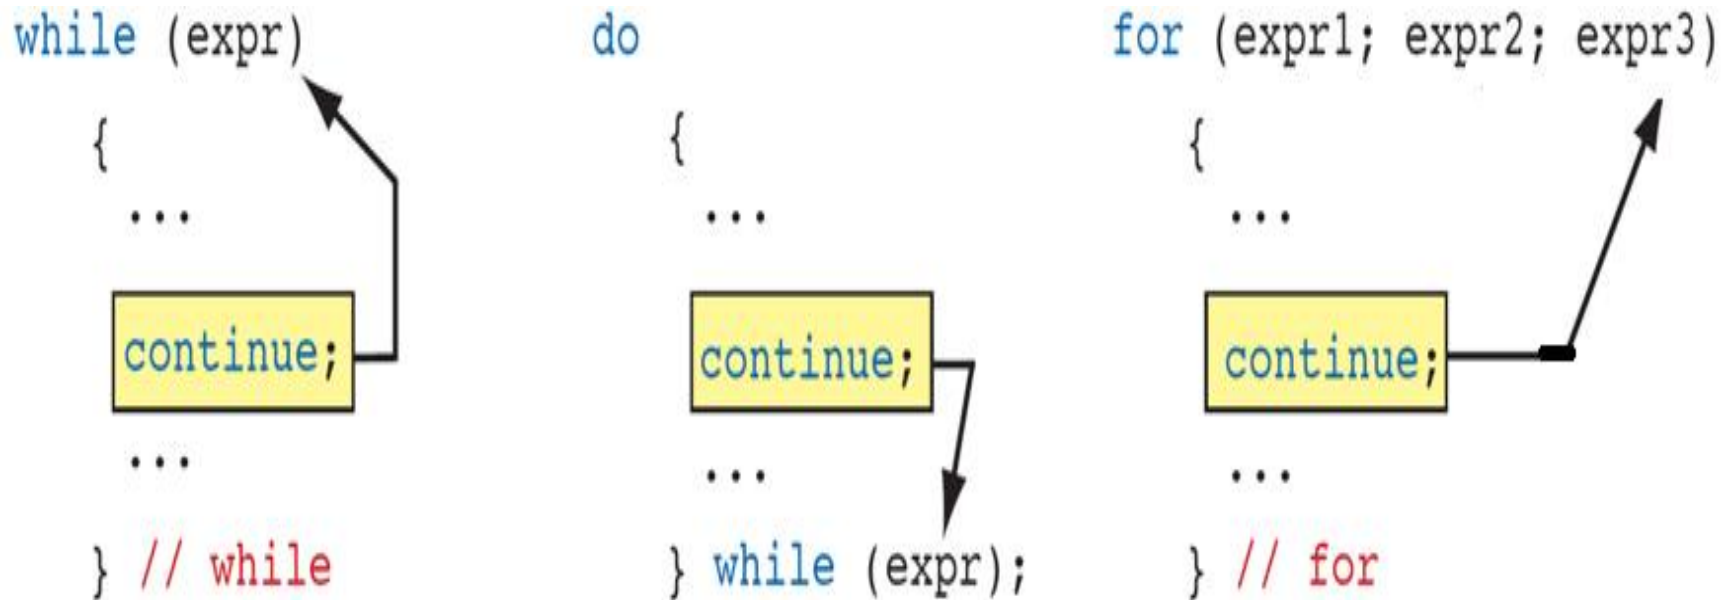 while (expr)
{
...
continue;
...
} // while
do
{
...
continue;
...
} while (expr);
for (expr1; expr2; expr3)
{
...
continue;
...
} // for